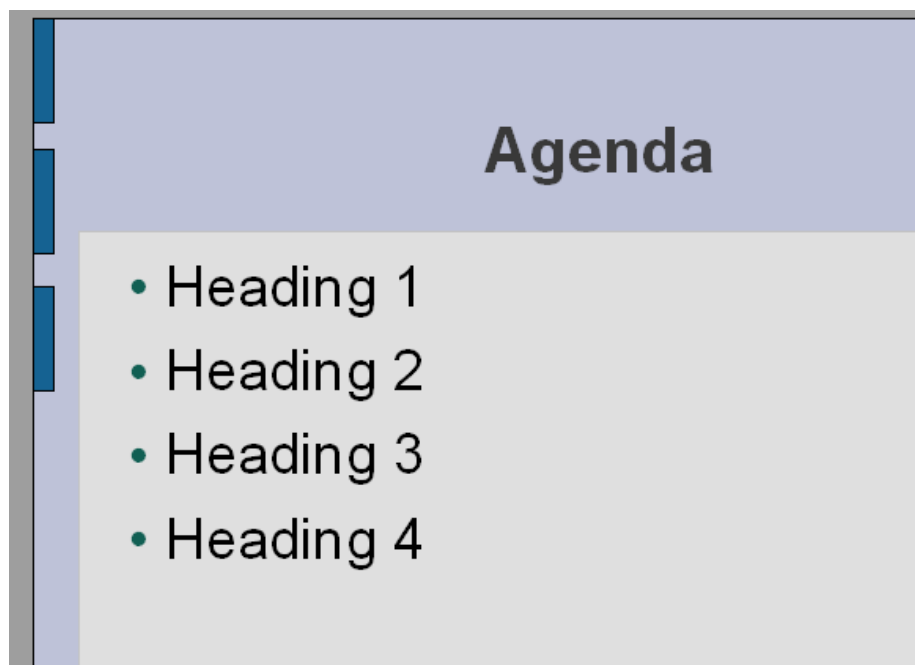 Agenda
• Heading 1
• Heading 2
• Heading 3
• Heading 4